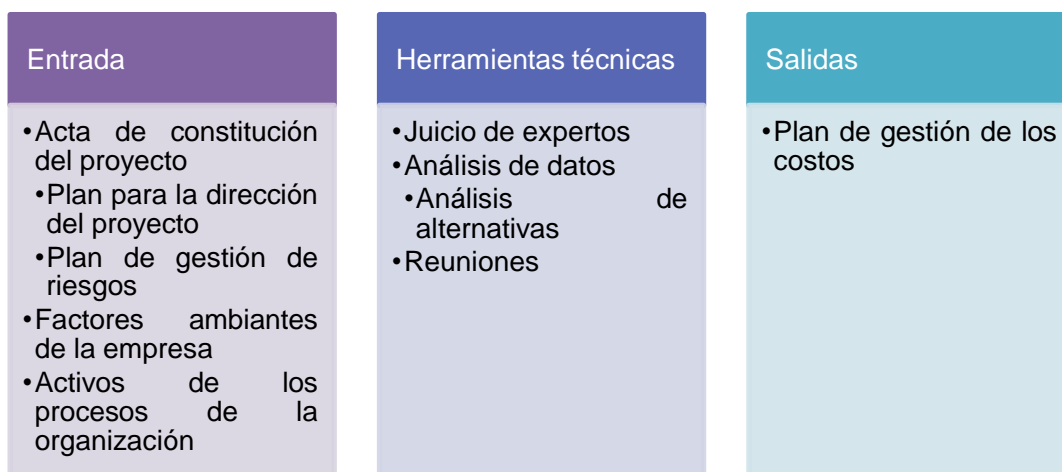 Entrada
•Acta de constitución
del proyecto
•Plan para la dirección
del proyecto
•Plan de gestión de
riesgos
•Factores ambiantes
de la empresa
•Activos de los
procesos de la
organización
Herramientas técnicas
•Juicio de expertos
•Análisis de datos
•Análisis de
alternativas
•Reuniones
Salidas
•Plan de gestión de los
costos